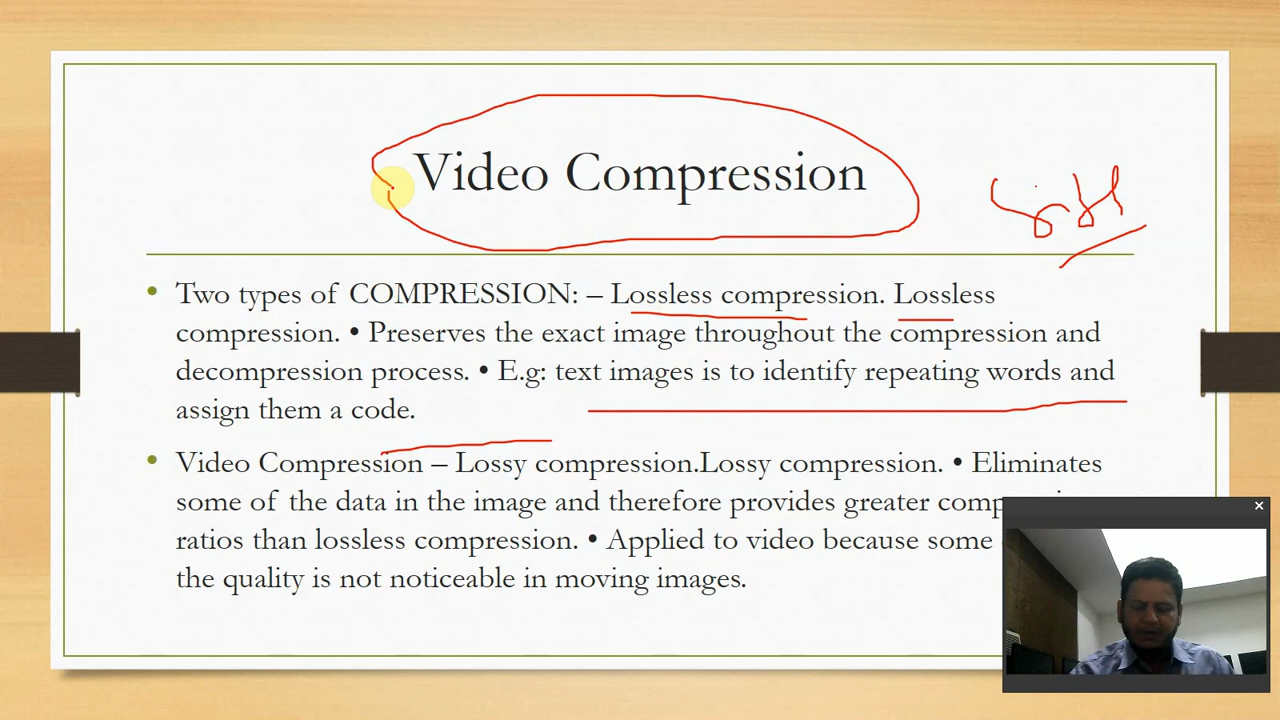 Video Compression
• Two types of COMPRESSION: – Lossless compression. Lossless
compression. • Preserves the exact image throughout the compression and
decompression process. • E.g: text images is to identify repeating words and
assign them a code.
• Video Compression – Lossy compression.Lossy compression. • Eliminates
some of the data in the image and therefore provides greater
ratios than lossless compression. • Applied to video because some
the quality is not noticeable in moving images.